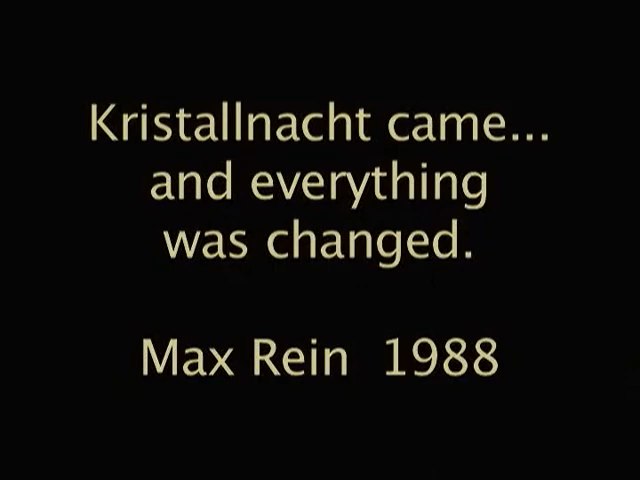 Kristallnacht came...
and everything
was changed.
Max Rein 1988